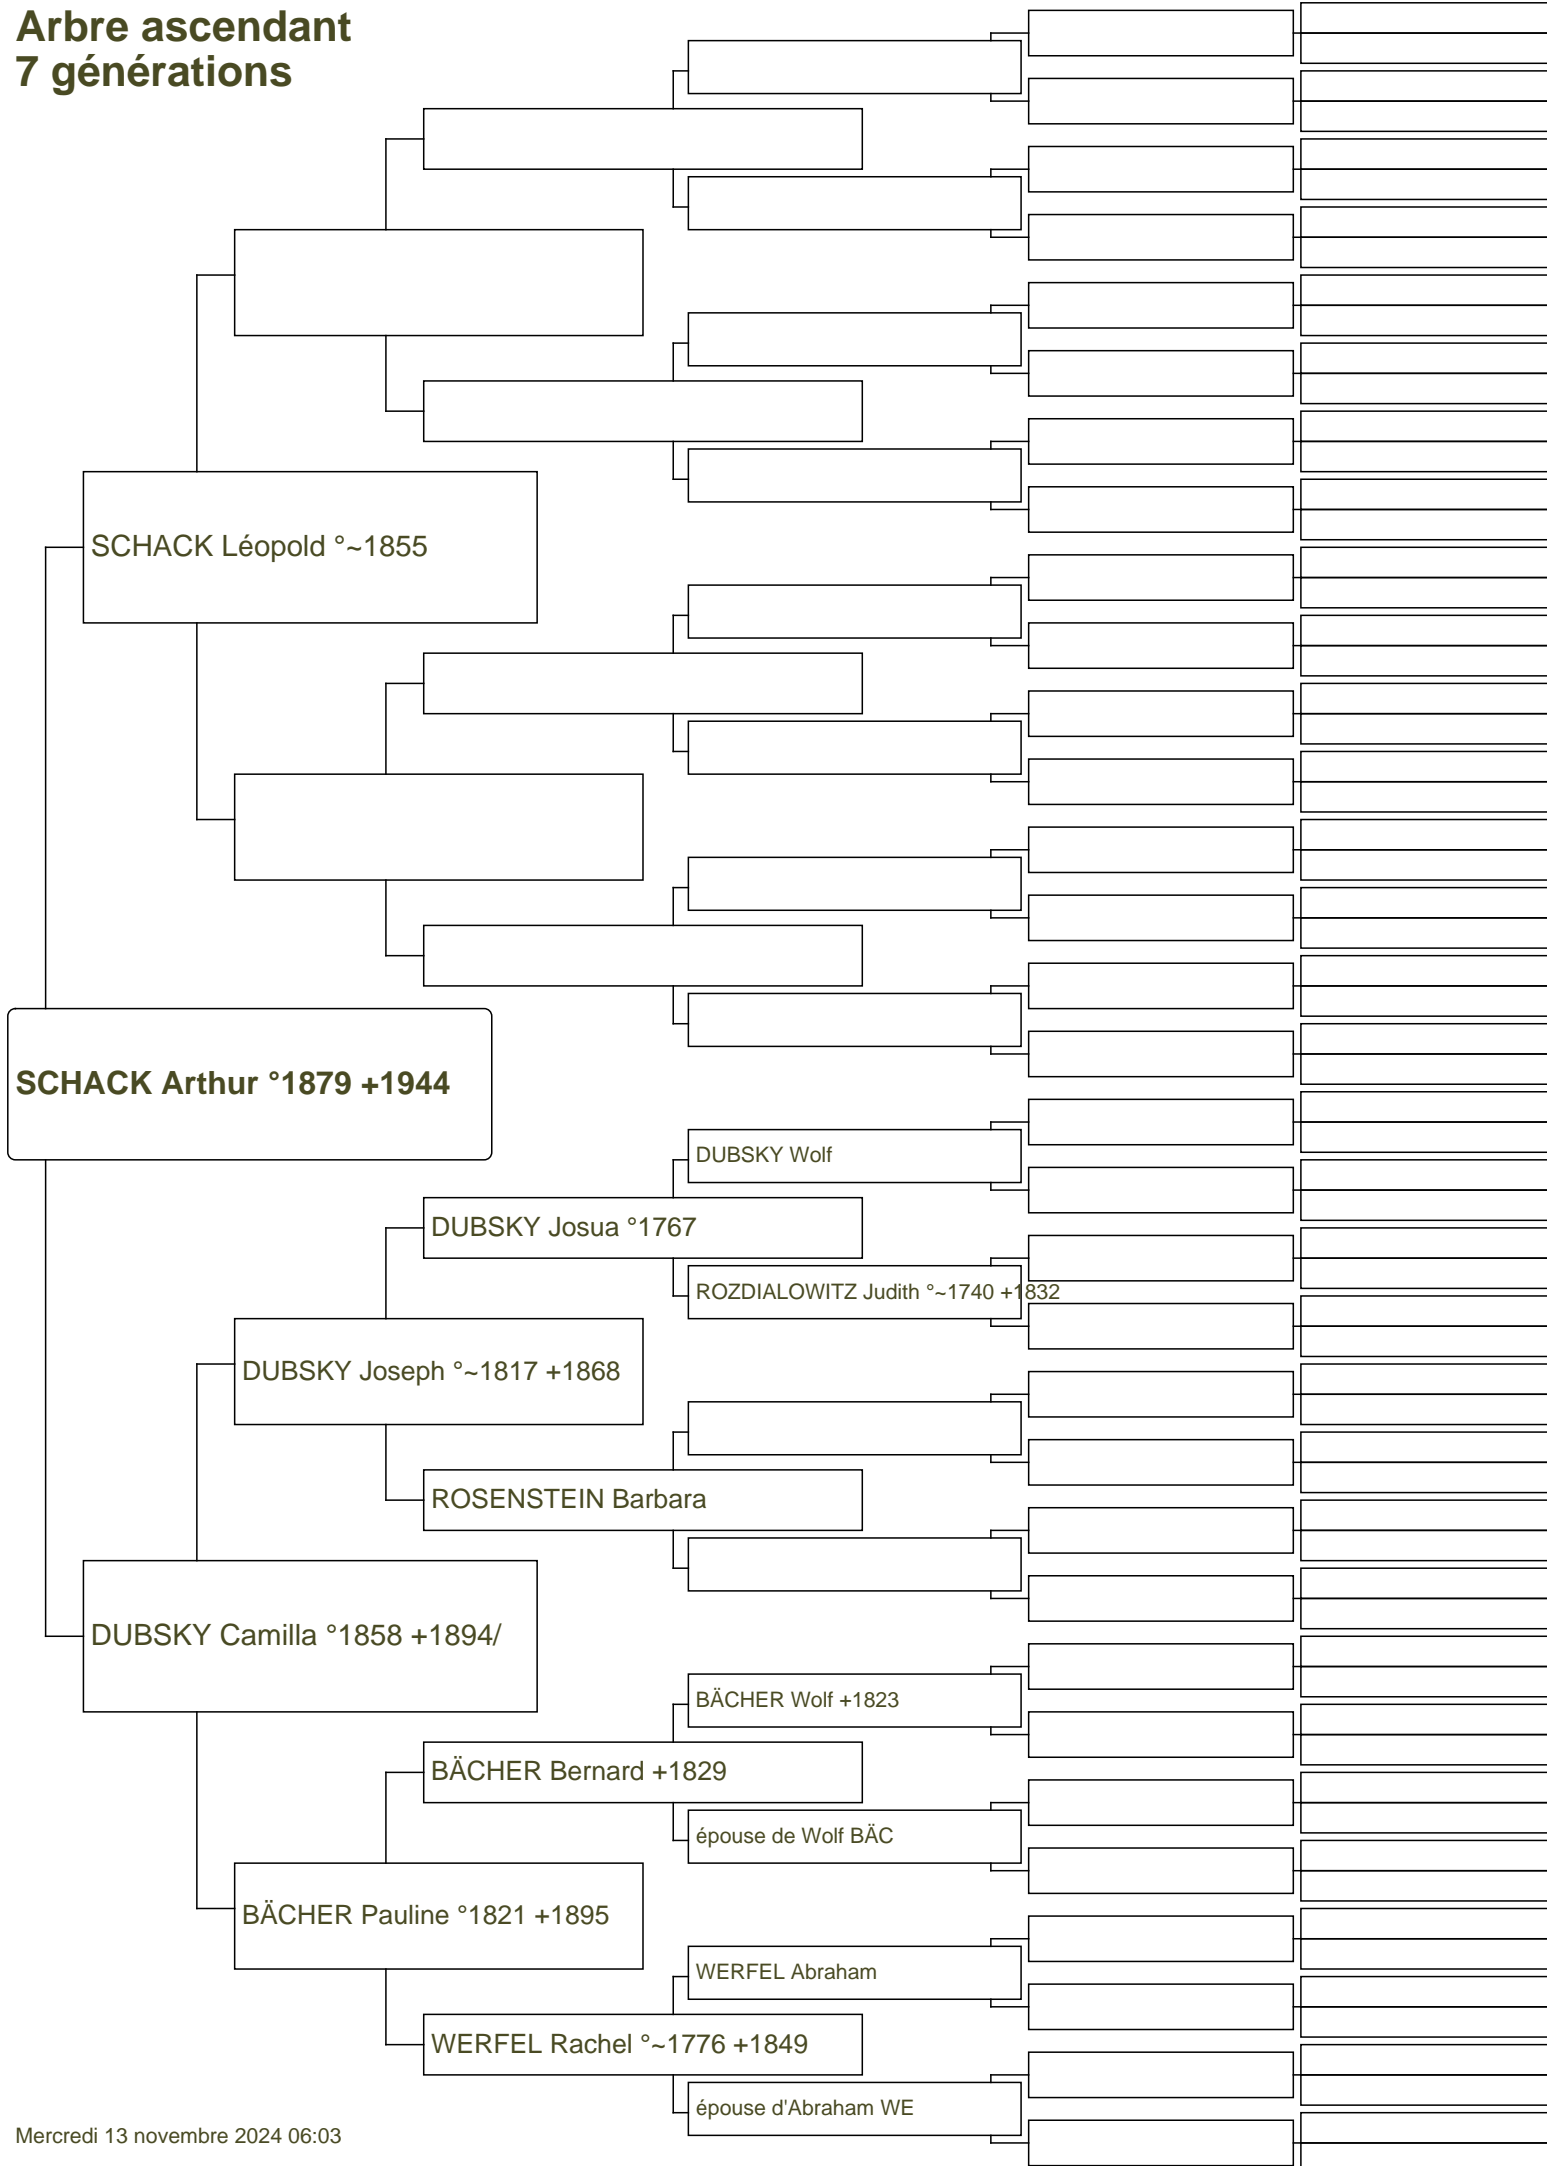 Arbre ascendant
7 générations
SCHACK Léopold °~1855
SCHACK Arthur °1879 +1944
DUBSKY Wolf
DUBSKY Josua °1767
ROZDIALOWITZ Judith °~1740 +1832
DUBSKY Joseph °~1817 +1868
ROSENSTEIN Barbara
DUBSKY Camilla °1858 +1894/
BÄCHER Wolf +1823
BÄCHER Bernard +1829
épouse de Wolf BÄC
BÄCHER Pauline °1821 +1895
WERFEL Abraham
WERFEL Rachel °~1776 +1849
épouse d'Abraham WE
Mercredi 13 novembre 2024 06:03